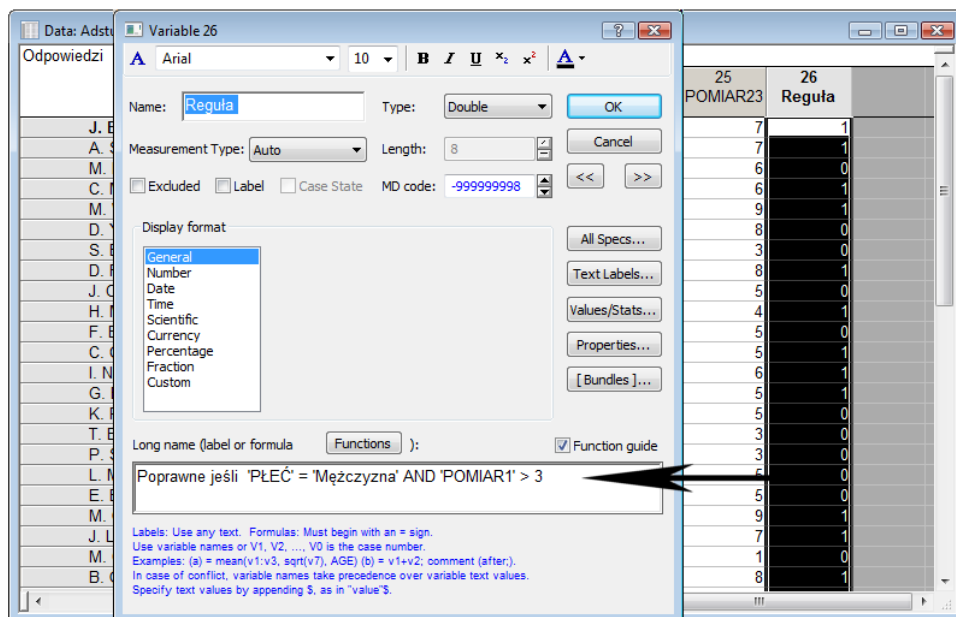 Data: Adstu
Odpowiedzi
J. E
A. S
M.
C. M
M.
D. Y
S. E
D. F
J. C
H. M
F. E
C. C
I. N
G. I
K. F
T. E
P. S
L. M
E. E
M.
J. L
M.
B. C
Variable 26
A Arial 10 B I U x₂ x² A
Name: Reguła Type: Double OK
Measurement Type: Auto Length: 8 Cancel
Excluded Label Case State MD code: -999999998 << >>
Display format
General
Number
Date
Time
Scientific
Currency
Percentage
Fraction
Custom
All Specs...
Text Labels...
Values/Stats...
Properties...
[ Bundles ]...
Long name (label or formula Functions ): Function guide
Poprawne jeśli 'PŁEĆ' = 'Mężczyzna' AND 'POMIAR1' > 3
Labels: Use any text. Formulas: Must begin with an = sign.
Use variable names or V1, V2, ..., V0 is the case number.
Examples: (a) = mean(v1:v3, sqrt(v7), AGE) (b) = v1+v2; comment (after;).
In case of conflict, variable names take precedence over variable text values.
Specify text values by appending $, as in "value"$.
25 26
POMIAR23 Reguła
7 1
7 1
6 0
6 1
9 1
8 0
3 0
8 1
5 0
4 1
5 0
5 1
6 1
5 1
5 0
3 0
3 0
5 0
5 0
9 1
7 1
1 0
8 1